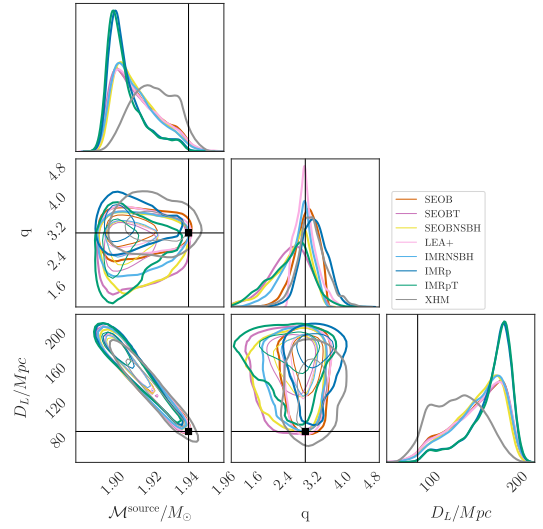 4.8
4.0
3.2
2.4
1.6
q
SEOB
SEOBT
SEOBNSBH
LEA+
IMRNSBH
IMRp
IMRpT
XHM
200
160
120
80
D_L/Mpc
1.90
1.92
1.94
1.96
1.6
2.4
3.2
4.0
4.8
100
200
ℳ^source/M_⊙
q
D_L/Mpc